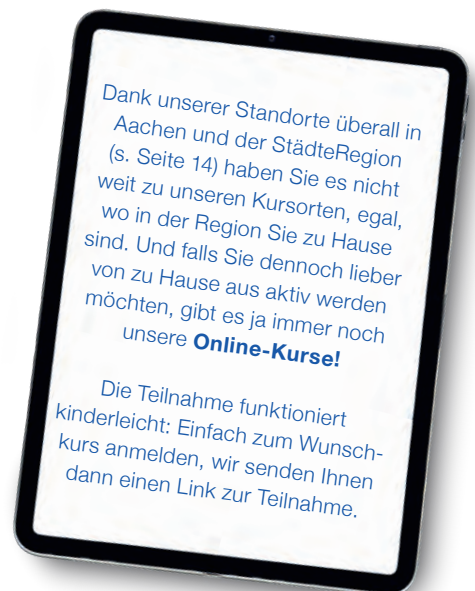 Dank unserer Standorte überall in
Aachen und der StädteRegion
(s. Seite 14) haben Sie es nicht
weit zu unseren Kursorten, egal,
wo in der Region Sie zu Hause
sind. Und falls Sie dennoch lieber
von zu Hause aus aktiv werden
möchten, gibt es ja immer noch
unsere Online-Kurse!
Die Teilnahme funktioniert
kinderleicht: Einfach zum Wunsch-
kurs anmelden, wir senden Ihnen
dann einen Link zur Teilnahme.